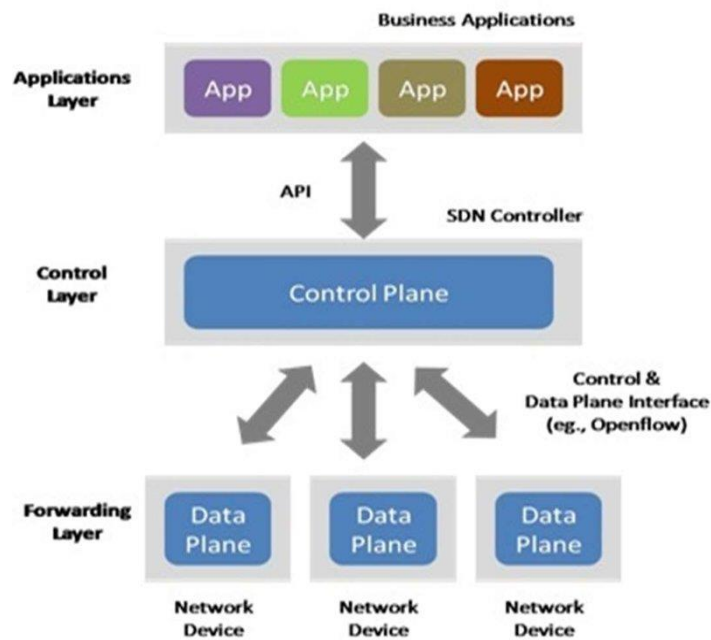 Business Applications
Applications
Layer
App App App App
API
SDN Controller
Control
Layer
Control Plane
Control &
Data Plane Interface
(eg., Openflow)
Forwarding
Layer
Data
Plane
Data
Plane
Data
Plane
Network
Device
Network
Device
Network
Device